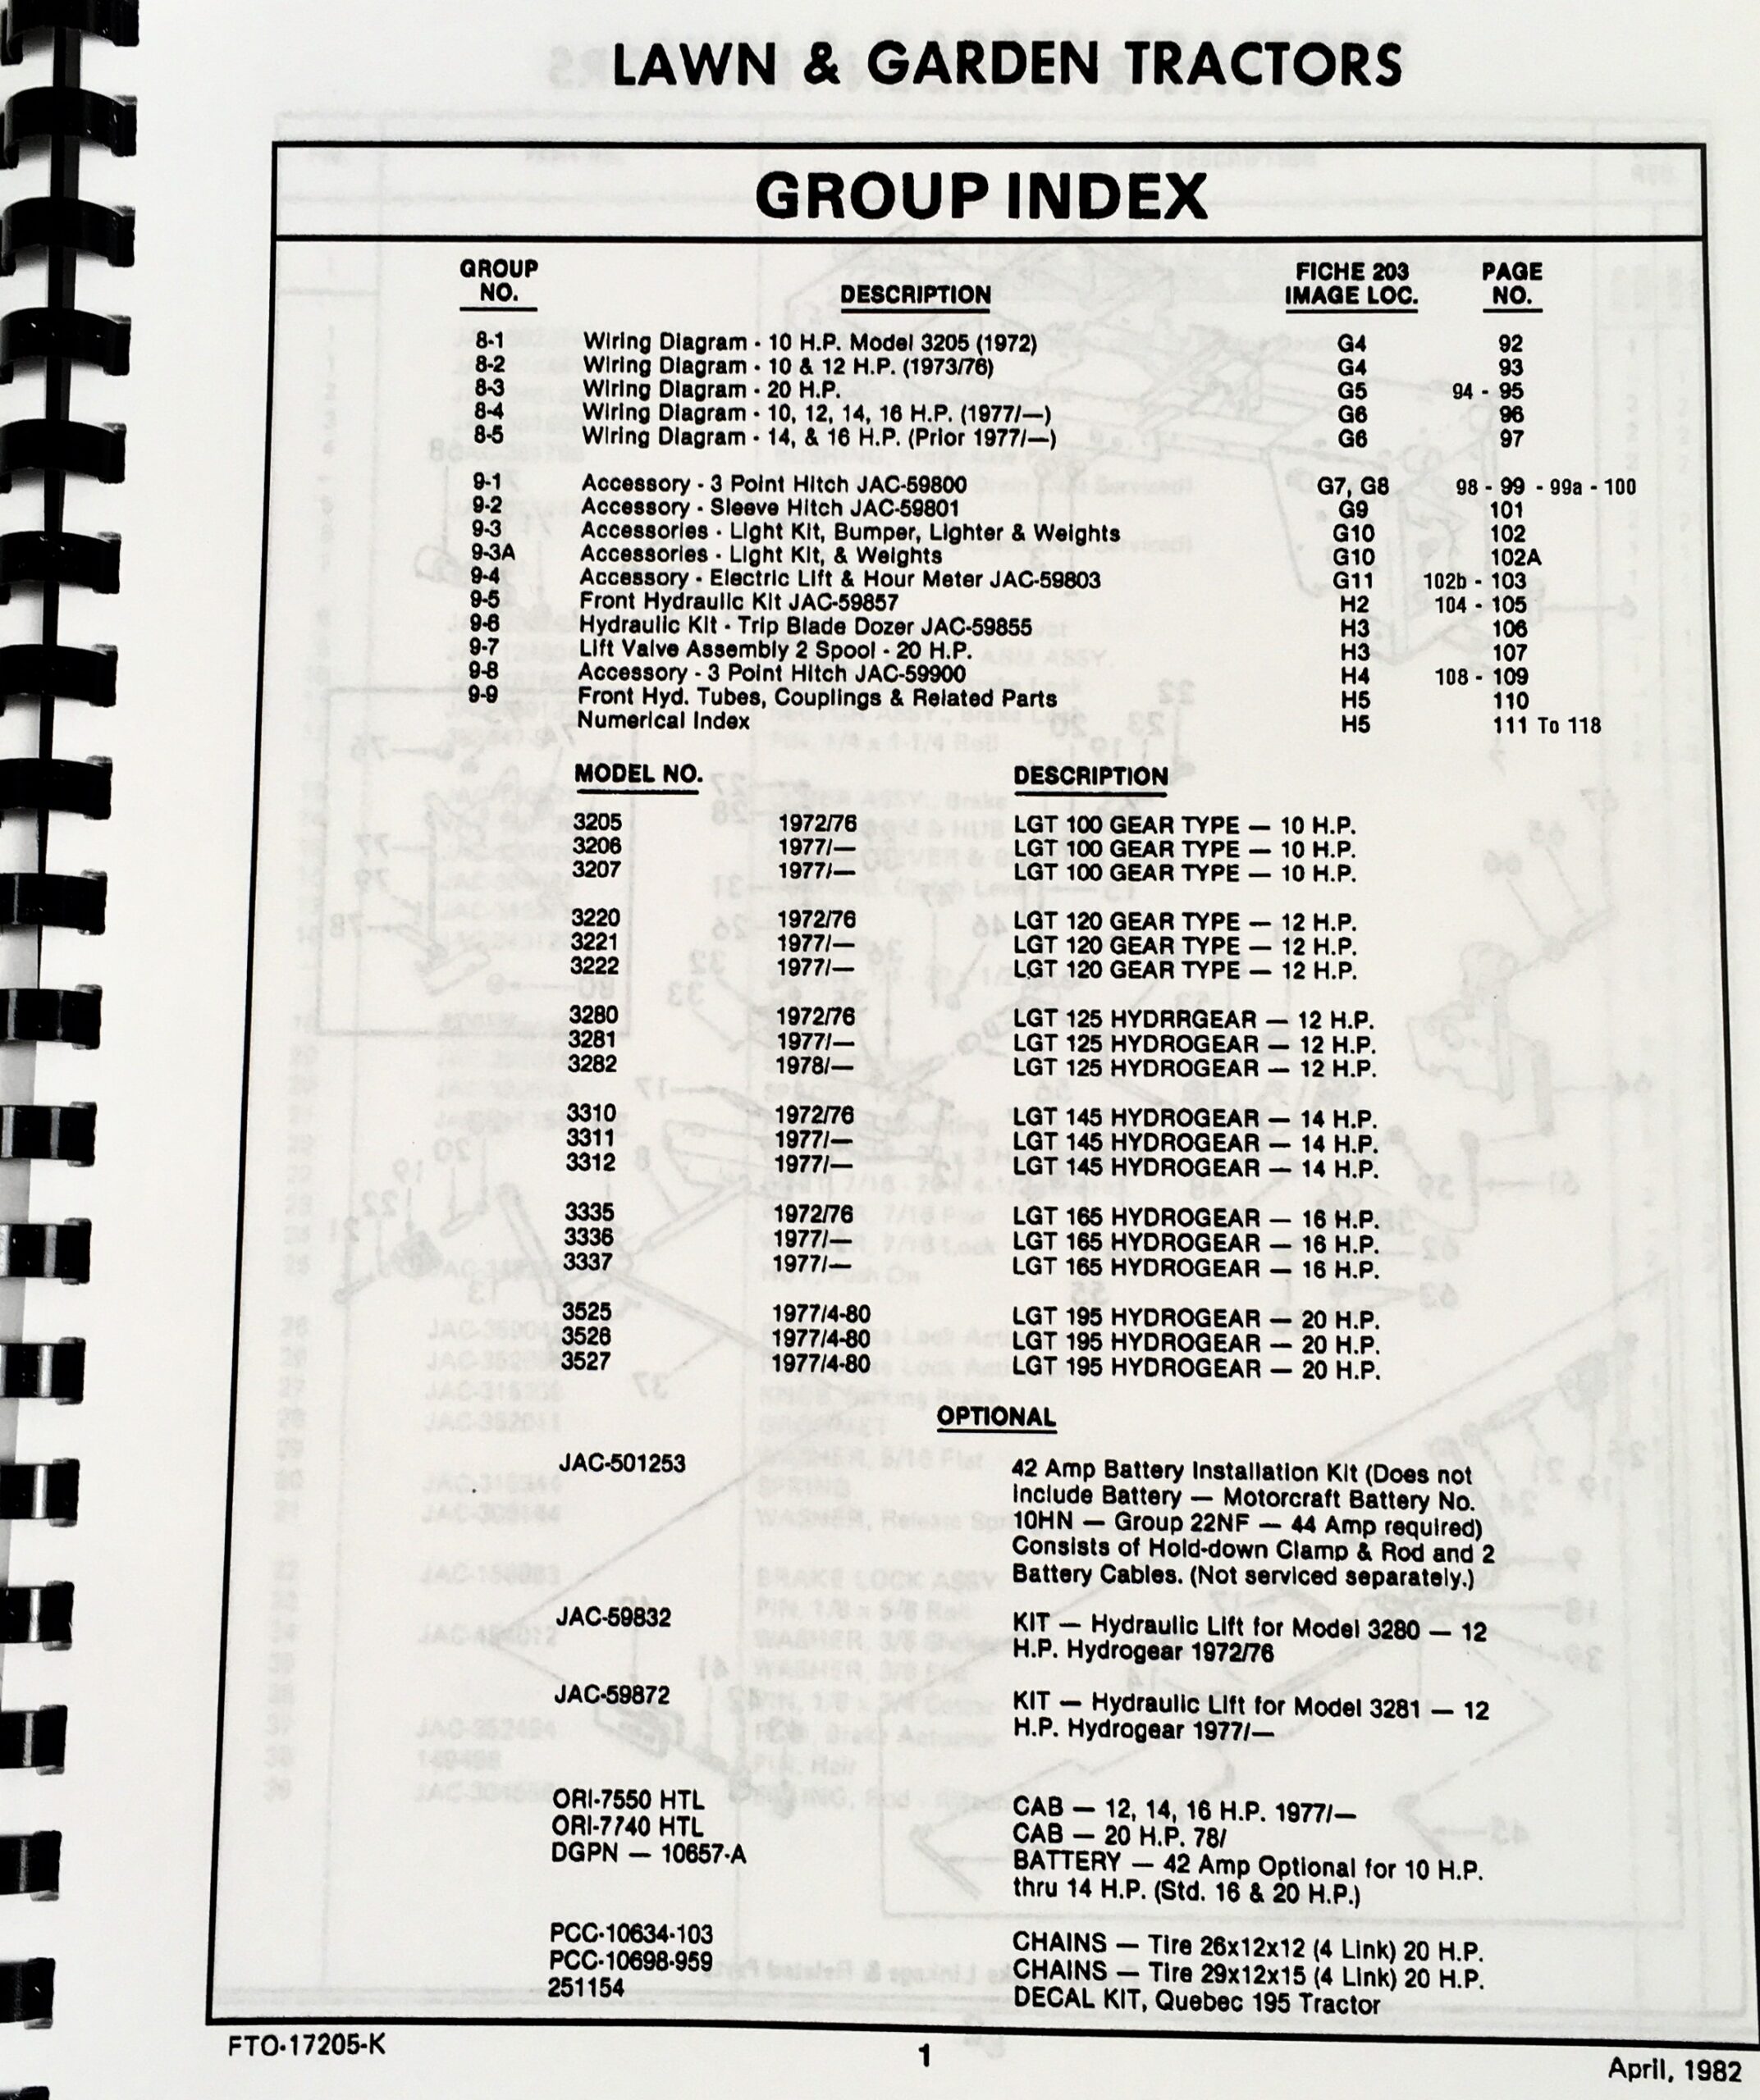 LAWN & GARDEN TRACTORS
GROUP INDEX
GROUP NO. DESCRIPTION FICHE 203 IMAGE LOC. PAGE NO.
8-1 Wiring Diagram - 10 H.P. Model 3205 (1972) G4 92
8-2 Wiring Diagram - 10 & 12 H.P. (1973/76) G4 93
8-3 Wiring Diagram - 20 H.P. G5 94 - 95
8-4 Wiring Diagram - 10, 12, 14, 16 H.P. (1977/—) G6 96
8-5 Wiring Diagram - 14, & 16 H.P. (Prior 1977/—) G6 97
9-1 Accessory - 3 Point Hitch JAC-59800 G7, G8 98 - 99 - 99a - 100
9-2 Accessory - Sleeve Hitch JAC-59801 G9 101
9-3 Accessories - Light Kit, Bumper, Lighter & Weights G10 102
9-3A Accessories - Light Kit, & Weights G10 102A
9-4 Accessory - Electric Lift & Hour Meter JAC-59803 G11 102b - 103
9-5 Front Hydraulic Kit JAC-59857 H2 104 - 105
9-6 Hydraulic Kit - Trip Blade Dozer JAC-59855 H3 106
9-7 Lift Valve Assembly 2 Spool - 20 H.P. H3 107
9-8 Accessory - 3 Point Hitch JAC-59900 H4 108 - 109
9-9 Front Hyd. Tubes, Couplings & Related Parts H5 110
Numerical Index H5 111 To 118
MODEL NO. DESCRIPTION
3205 1972/76 LGT 100 GEAR TYPE — 10 H.P.
3206 1977/— LGT 100 GEAR TYPE — 10 H.P.
3207 1977/— LGT 100 GEAR TYPE — 10 H.P.
3220 1972/76 LGT 120 GEAR TYPE — 12 H.P.
3221 1977/— LGT 120 GEAR TYPE — 12 H.P.
3222 1977/— LGT 120 GEAR TYPE — 12 H.P.
3280 1972/76 LGT 125 HYDRRGEAR — 12 H.P.
3281 1977/— LGT 125 HYDROGEAR — 12 H.P.
3282 1978/— LGT 125 HYDROGEAR — 12 H.P.
3310 1972/76 LGT 145 HYDROGEAR — 14 H.P.
3311 1977/— LGT 145 HYDROGEAR — 14 H.P.
3312 1977/— LGT 145 HYDROGEAR — 14 H.P.
3335 1972/76 LGT 165 HYDROGEAR — 16 H.P.
3336 1977/— LGT 165 HYDROGEAR — 16 H.P.
3337 1977/— LGT 165 HYDROGEAR — 16 H.P.
3525 1977/4-80 LGT 195 HYDROGEAR — 20 H.P.
3526 1977/4-80 LGT 195 HYDROGEAR — 20 H.P.
3527 1977/4-80 LGT 195 HYDROGEAR — 20 H.P.
OPTIONAL
JAC-501253 42 Amp Battery Installation Kit (Does not
include Battery — Motorcraft Battery No.
10HN — Group 22NF — 44 Amp required)
Consists of Hold-down Clamp & Rod and 2
Battery Cables. (Not serviced separately.)
JAC-59832 KIT — Hydraulic Lift for Model 3280 — 12
H.P. Hydrogear 1972/76
JAC-59872 KIT — Hydraulic Lift for Model 3281 — 12
H.P. Hydrogear 1977/—
ORI-7550 HTL CAB — 12, 14, 16 H.P. 1977/—
ORI-7740 HTL CAB — 20 H.P. 78/
DGPN — 10657-A BATTERY — 42 Amp Optional for 10 H.P.
thru 14 H.P. (Std. 16 & 20 H.P.)
PCC-10634-103 CHAINS — Tire 26x12x12 (4 Link) 20 H.P.
PCC-10698-959 CHAINS — Tire 29x12x15 (4 Link) 20 H.P.
251154 DECAL KIT, Quebec 195 Tractor
FTO-17205-K 1 April, 1982